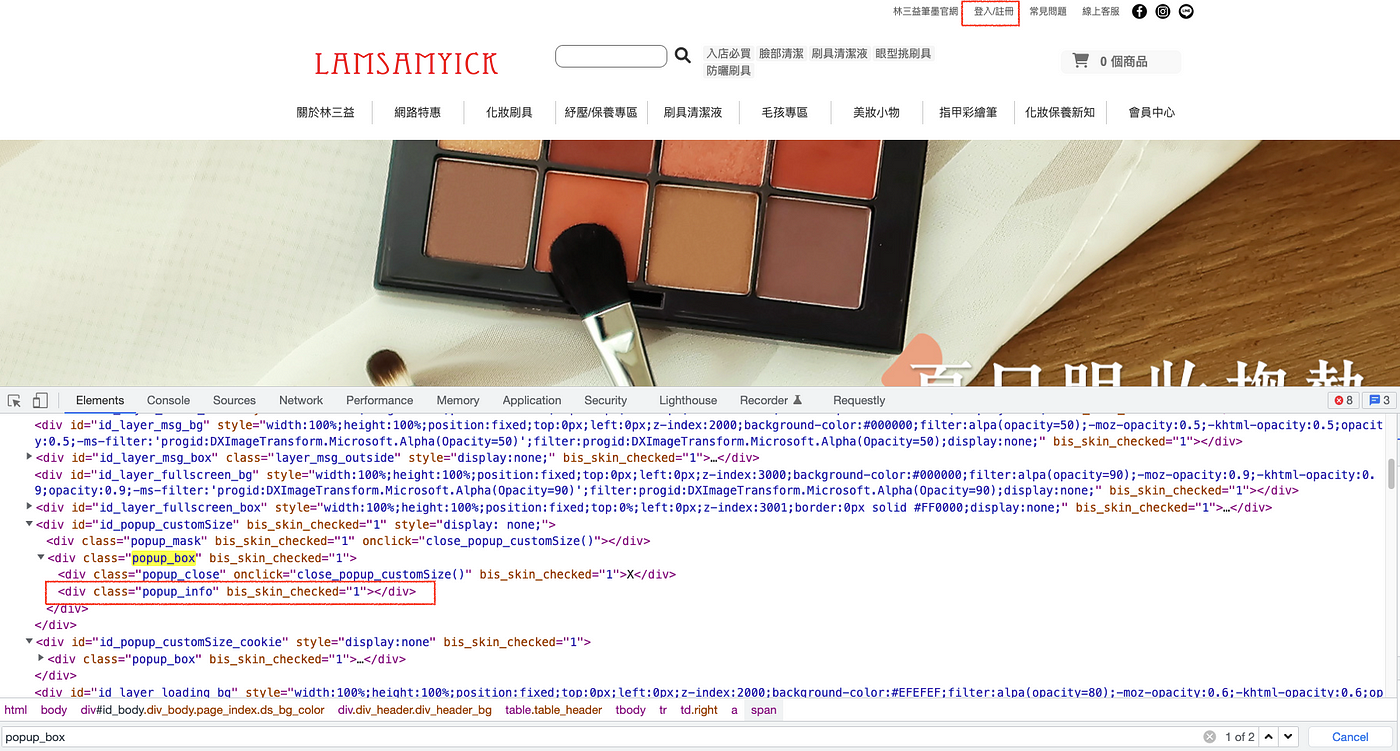 林三益筆墨官網 登入/註冊 常見問題 線上客服
LAMSAMYICK
入店必買 臉部清潔 刷具清潔液 眼型挑刷具
防曬刷具
0 個商品
關於林三益 網路特惠 化妝刷具 紓壓/保養專區 刷具清潔液 毛孩專區 美妝小物 指甲彩繪筆 化妝保養新知 會員中心
Elements Console Sources Network Performance Memory Application Security Lighthouse Recorder Requestly 8 3
<div id="id_layer_msg_bg" style="width:100%;height:100%;position:fixed;top:0px;left:0px;z-index:2000;background-color:#000000;filter:alpa(opacity=50);-moz-opacity:0.5;-khtml-opacity:0.5;opacit
y:0.5;-ms-filter:'progid:DXImageTransform.Microsoft.Alpha(Opacity=50)';filter:progid:DXImageTransform.Microsoft.Alpha(Opacity=50);display:none;" bis_skin_checked="1"></div>
<div id="id_layer_msg_box" class="layer_msg_outside" style="display:none;" bis_skin_checked="1">…</div>
<div id="id_layer_fullscreen_bg" style="width:100%;height:100%;position:fixed;top:0px;left:0px;z-index:3000;background-color:#000000;filter:alpa(opacity=90);-moz-opacity:0.9;-khtml-opacity:0.
9;opacity:0.9;-ms-filter:'progid:DXImageTransform.Microsoft.Alpha(Opacity=90)';filter:progid:DXImageTransform.Microsoft.Alpha(Opacity=90);display:none;" bis_skin_checked="1"></div>
<div id="id_layer_fullscreen_box" style="width:100%;height:100%;position:fixed;top:0%;left:0px;z-index:3001;border:0px solid #FF0000;display:none;" bis_skin_checked="1">…</div>
<div id="id_popup_customSize" bis_skin_checked="1" style="display: none;">
<div class="popup_mask" bis_skin_checked="1" onclick="close_popup_customSize()"></div>
<div class="popup_box" bis_skin_checked="1">
<div class="popup_close" onclick="close_popup_customSize()" bis_skin_checked="1">X</div>
<div class="popup_info" bis_skin_checked="1"></div>
</div>
</div>
<div id="id_popup_customSize_cookie" style="display:none" bis_skin_checked="1">
<div class="popup_box" bis_skin_checked="1">…</div>
</div>
<div id="id_layer_loading_bg" style="width:100%;height:100%;position:fixed;top:0px;left:0px;z-index:2000;background-color:#EFEFEF;filter:alpa(opacity=80);-moz-opacity:0.6;-khtml-opacity:0.6;op
html body div#id_body.div_body.page_index.ds_bg_color div.div_header.div_header_bg table.table_header tbody tr td.right a span
popup_box 1 of 2 Cancel